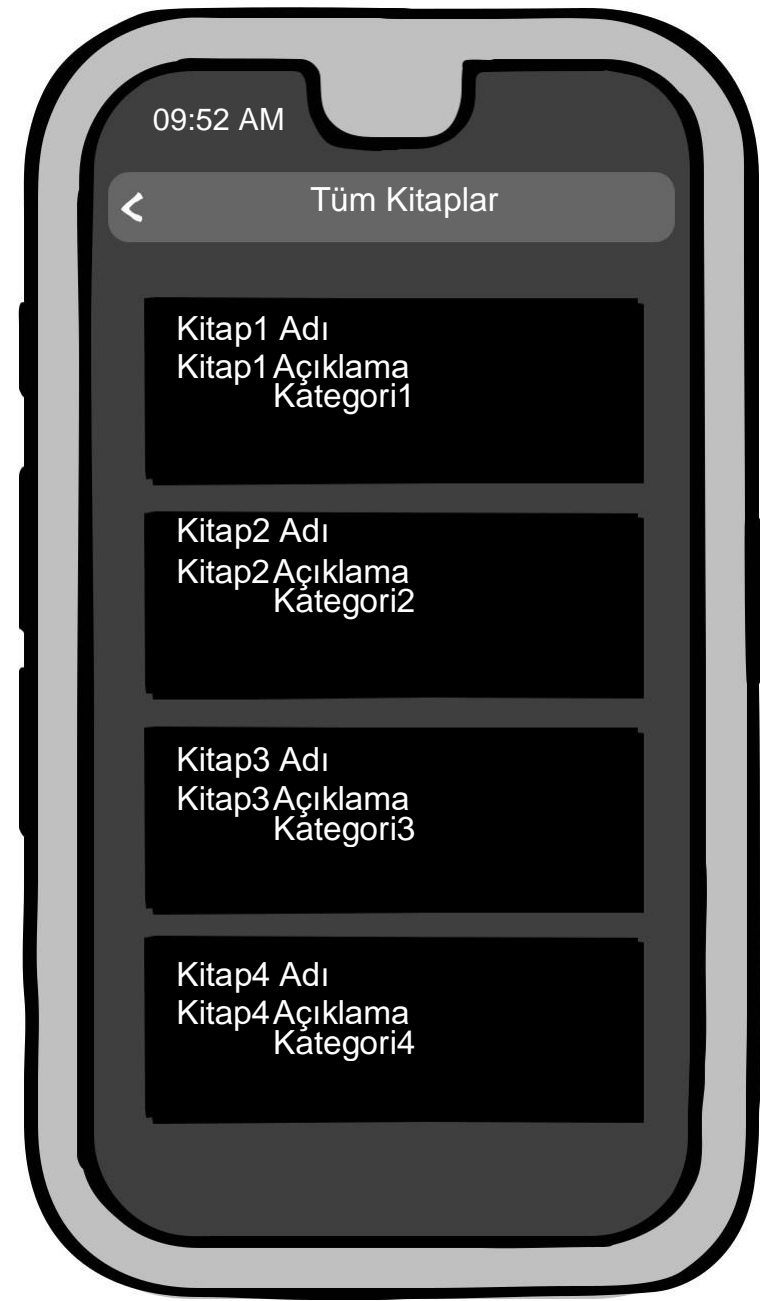 09:52 AM
Tüm Kitaplar
Kitap1 Adı
Kitap1 Açıklama
Kategori1
Kitap2 Adı
Kitap2 Açıklama
Kategori2
Kitap3 Adı
Kitap3 Açıklama
Kategori3
Kitap4 Adı
Kitap4 Açıklama
Kategori4